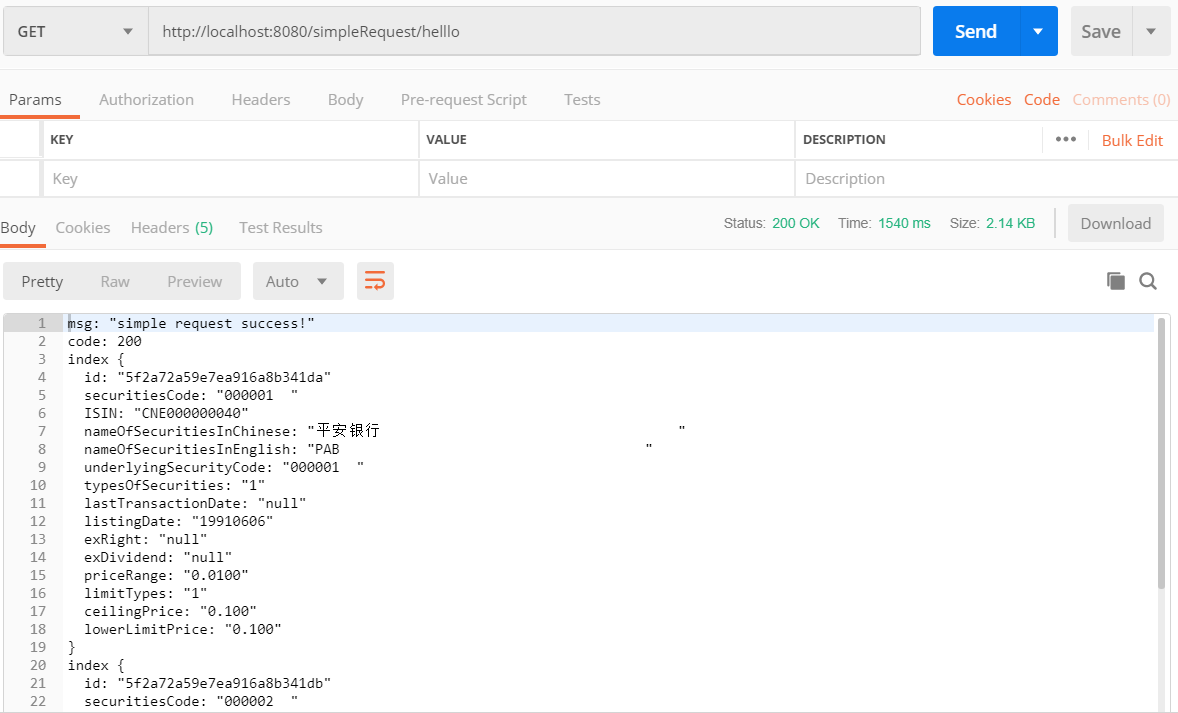 GET http://localhost:8080/simpleRequest/helllo Send Save
Params Authorization Headers Body Pre-request Script Tests Cookies Code Comments (0)
KEY VALUE DESCRIPTION ••• Bulk Edit
Key Value Description
Body Cookies Headers (5) Test Results Status: 200 OK Time: 1540 ms Size: 2.14 KB Download
Pretty Raw Preview Auto
1 msg: "simple request success!"
2 code: 200
3 index {
4 id: "5f2a72a59e7ea916a8b341da"
5 securitiesCode: "000001  "
6 ISIN: "CNE000000040"
7 nameOfSecuritiesInChinese: "平安银行                                    "
8 nameOfSecuritiesInEnglish: "PAB                                     "
9 underlyingSecurityCode: "000001  "
10 typesOfSecurities: "1"
11 lastTransactionDate: "null"
12 listingDate: "19910606"
13 exRight: "null"
14 exDividend: "null"
15 priceRange: "0.0100"
16 limitTypes: "1"
17 ceilingPrice: "0.100"
18 lowerLimitPrice: "0.100"
19 }
20 index {
21 id: "5f2a72a59e7ea916a8b341db"
22 securitiesCode: "000002  "